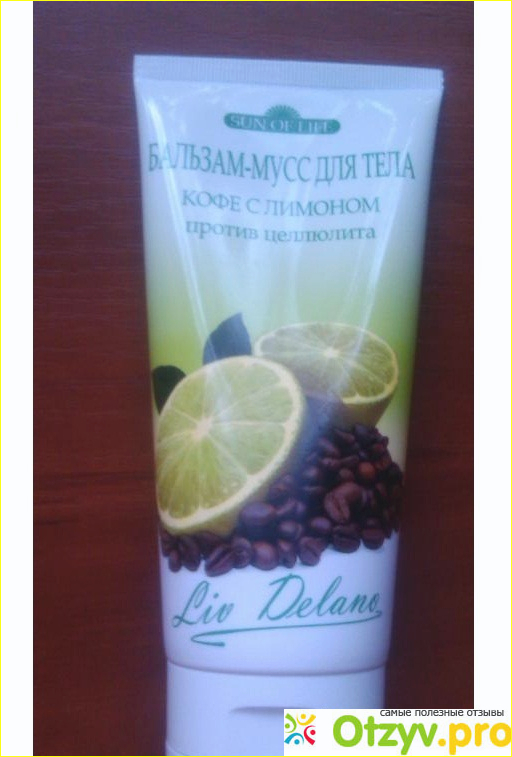 SUN OF LIFE
БАЛЬЗАМ-МУСС ДЛЯ ТЕЛА
КОФЕ С ЛИМОНОМ
против целлюлита
Liv Delano
самые полезные отзывы
Otzyv.pro